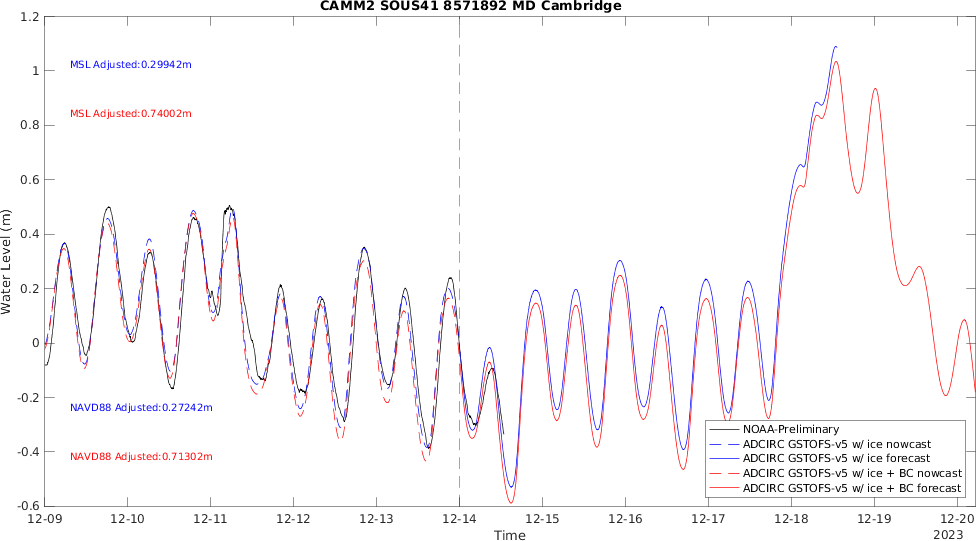 CAMM2 SOUS41 8571892 MD Cambridge
1.2
1
0.8
0.6
0.4
0.2
0
-0.2
-0.4
-0.6
Water Level (m)
MSL Adjusted:0.29942m
MSL Adjusted:0.74002m
NAVD88 Adjusted:0.27242m
NAVD88 Adjusted:0.71302m
NOAA-Preliminary
ADCIRC GSTOFS-v5 w/ ice nowcast
ADCIRC GSTOFS-v5 w/ ice forecast
ADCIRC GSTOFS-v5 w/ ice + BC nowcast
ADCIRC GSTOFS-v5 w/ ice + BC forecast
12-09 12-10 12-11 12-12 12-13 12-14 12-15 12-16 12-17 12-18 12-19 12-20
Time
2023